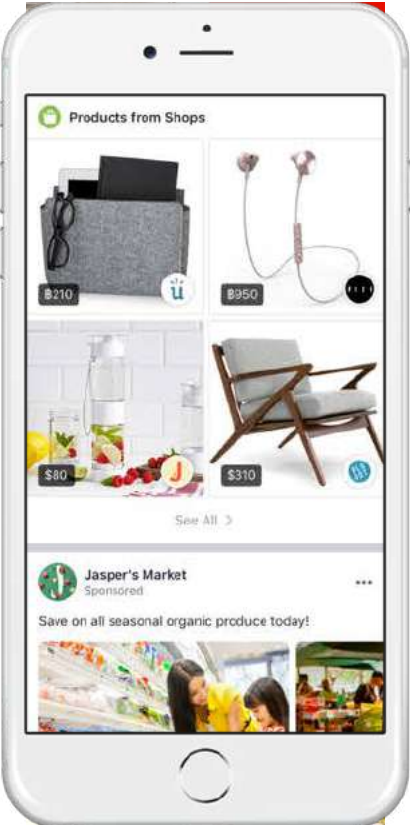 Products from Shops
฿210
ü
฿950
$80
J
$310
See All >
Jasper's Market
Sponsored
...
Save on all seasonal organic produce today!